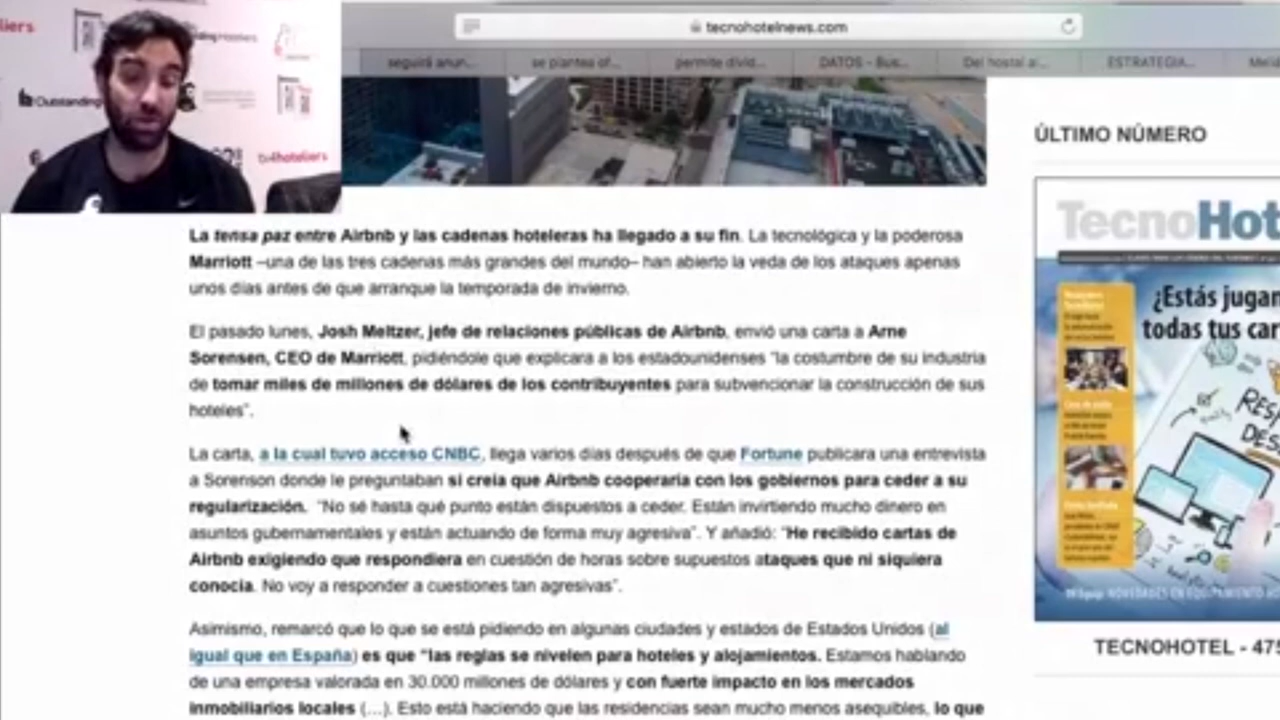 liers
Outstanding
tv4hoteliers
tecnohotelnews.com
seguirá anun...
se plantea of...
permite divid...
DATOS - Bus...
Del hostal al...
ESTRATEGIA...
Meliá
La tensa paz entre Airbnb y las cadenas hoteleras ha llegado a su fin. La tecnológica y la poderosa
Marriott –una de las tres cadenas más grandes del mundo– han abierto la veda de los ataques apenas
unos días antes de que arranque la temporada de invierno.
El pasado lunes, Josh Meltzer, jefe de relaciones públicas de Airbnb, envió una carta a Arne
Sorensen, CEO de Marriott, pidiéndole que explicara a los estadounidenses “la costumbre de su industria
de tomar miles de millones de dólares de los contribuyentes para subvencionar la construcción de sus
hoteles”.
La carta, a la cual tuvo acceso CNBC, llega varios días después de que Fortune publicara una entrevista
a Sorenson donde le preguntaban si creía que Airbnb cooperaría con los gobiernos para ceder a su
regularización. “No sé hasta qué punto están dispuestos a ceder. Están invirtiendo mucho dinero en
asuntos gubernamentales y están actuando de forma muy agresiva”. Y añadió: “He recibido cartas de
Airbnb exigiendo que respondiera en cuestión de horas sobre supuestos ataques que ni siquiera
conocía. No voy a responder a cuestiones tan agresivas”.
Asimismo, remarcó que lo que se está pidiendo en algunas ciudades y estados de Estados Unidos (al
igual que en España) es que “las reglas se nivelen para hoteles y alojamientos. Estamos hablando
de una empresa valorada en 30.000 millones de dólares y con fuerte impacto en los mercados
inmobiliarios locales (…). Esto está haciendo que las residencias sean mucho menos asequibles, lo que
ÚLTIMO NÚMERO
TecnoHot
¿Estás jugan
todas tus car
RESP
DES
TECNOHOTEL - 475